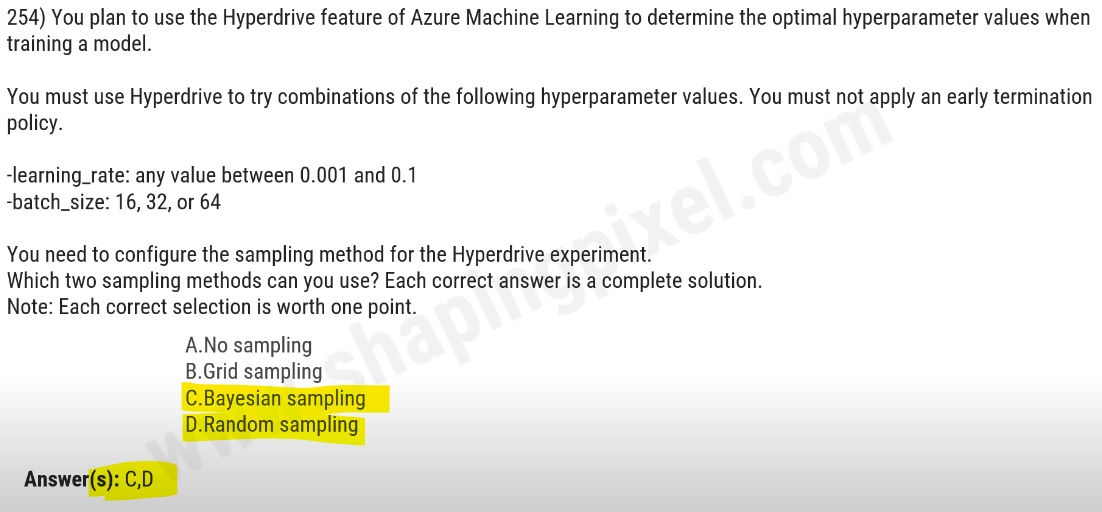 254) You plan to use the Hyperdrive feature of Azure Machine Learning to determine the optimal hyperparameter values when
training a model.
You must use Hyperdrive to try combinations of the following hyperparameter values. You must not apply an early termination
policy.
-learning_rate: any value between 0.001 and 0.1
-batch_size: 16, 32, or 64
You need to configure the sampling method for the Hyperdrive experiment.
Which two sampling methods can you use? Each correct answer is a complete solution.
Note: Each correct selection is worth one point.
A.No sampling
B.Grid sampling
C.Bayesian sampling
D.Random sampling
Answer(s): C,D
www.shapingpixel.com